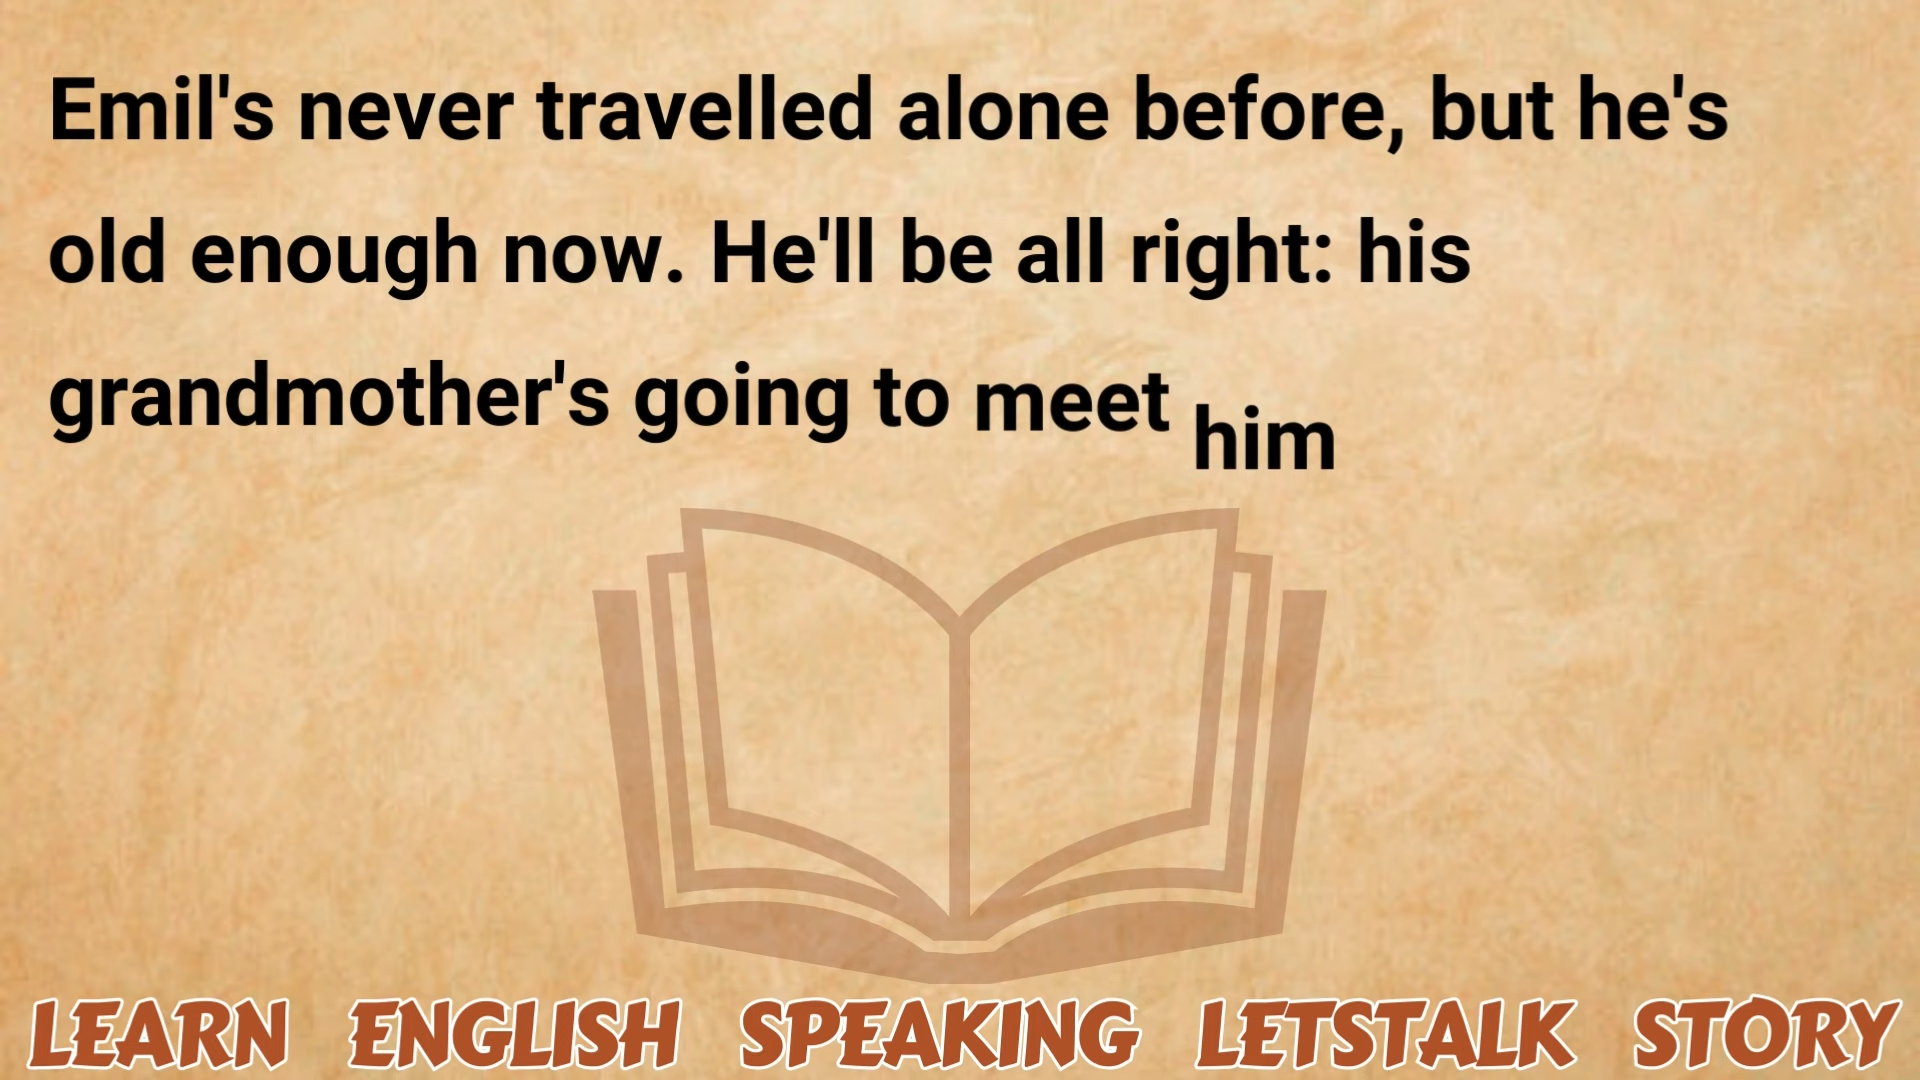 Emil's never travelled alone before, but he's
old enough now. He'll be all right: his
grandmother's going to meet him
LEARN ENGLISH SPEAKING LETSTALK STORY